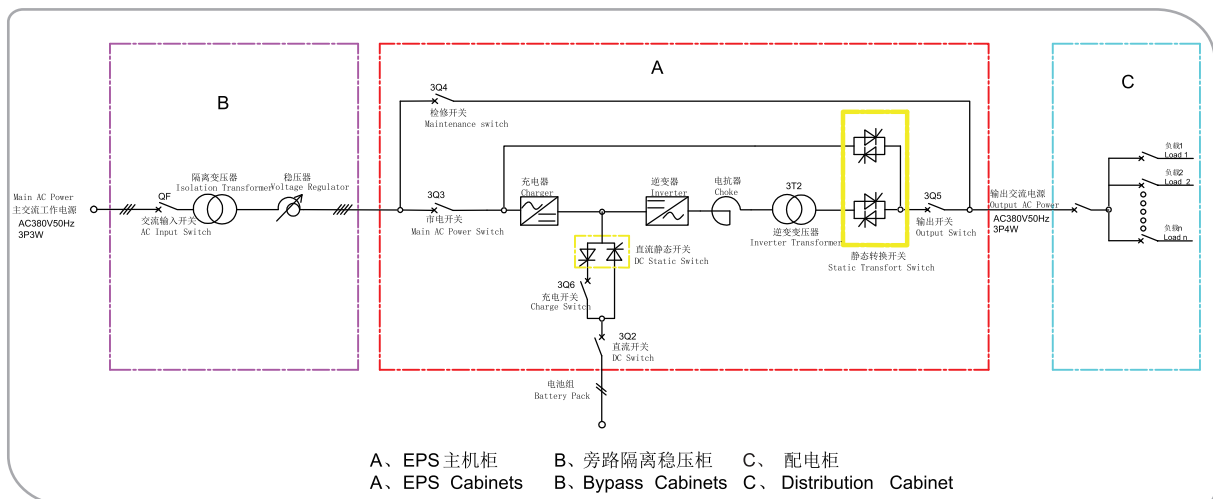 B
A
C
3Q4
检修开关
Maintenance switch
负载1
Load 1
负载2
Load 2
负载n
Load n
隔离变压器
Isolation Transformer
稳压器
Voltage Regulator
Main AC Power
主交流工作电源
AC380V50Hz
3P3W
QF
交流输入开关
AC Input Switch
3Q3
市电开关
Main AC Power Switch
充电器
Charger
逆变器
Inverter
电抗器
Choke
3T2
逆变变压器
Inverter Transformer
3Q5
输出开关
Output Switch
输出交流电源
Output AC Power
AC380V50Hz
3P4W
直流静态开关
DC Static Switch
静态转换开关
Static Transfort Switch
3Q6
充电开关
Charge Switch
3Q2
直流开关
DC Switch
电池组
Battery Pack
A、EPS主机柜 B、旁路隔离稳压柜 C、 配电柜
A、EPS Cabinets B、Bypass Cabinets C、Distribution Cabinet